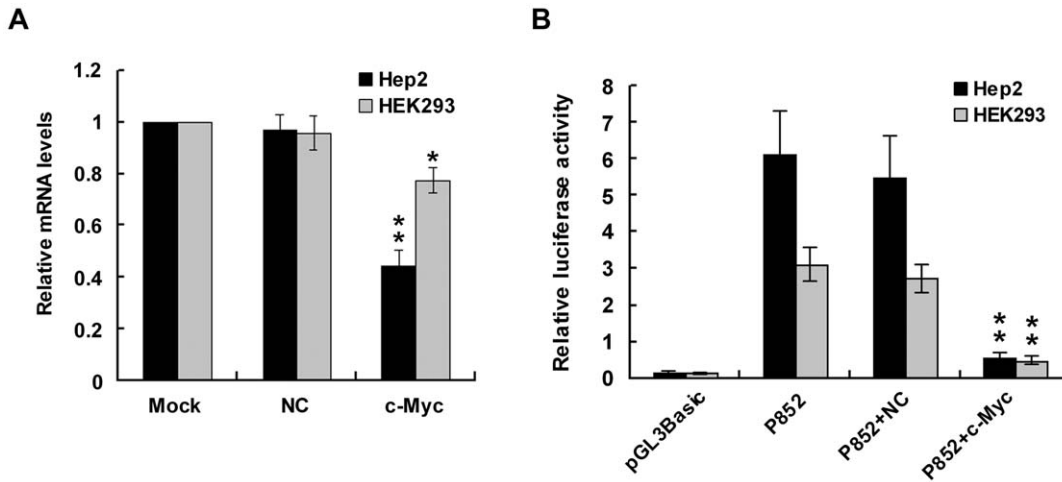 A
Relative mRNA levels
1.2
1
0.8
0.6
0.4
0.2
0
Hep2
HEK293
*
**
Mock NC c-Myc
B
Relative luciferase activity
8
7
6
5
4
3
2
1
0
Hep2
HEK293
** **
pGL3Basic
P852
P852+NC
P852+c-Myc